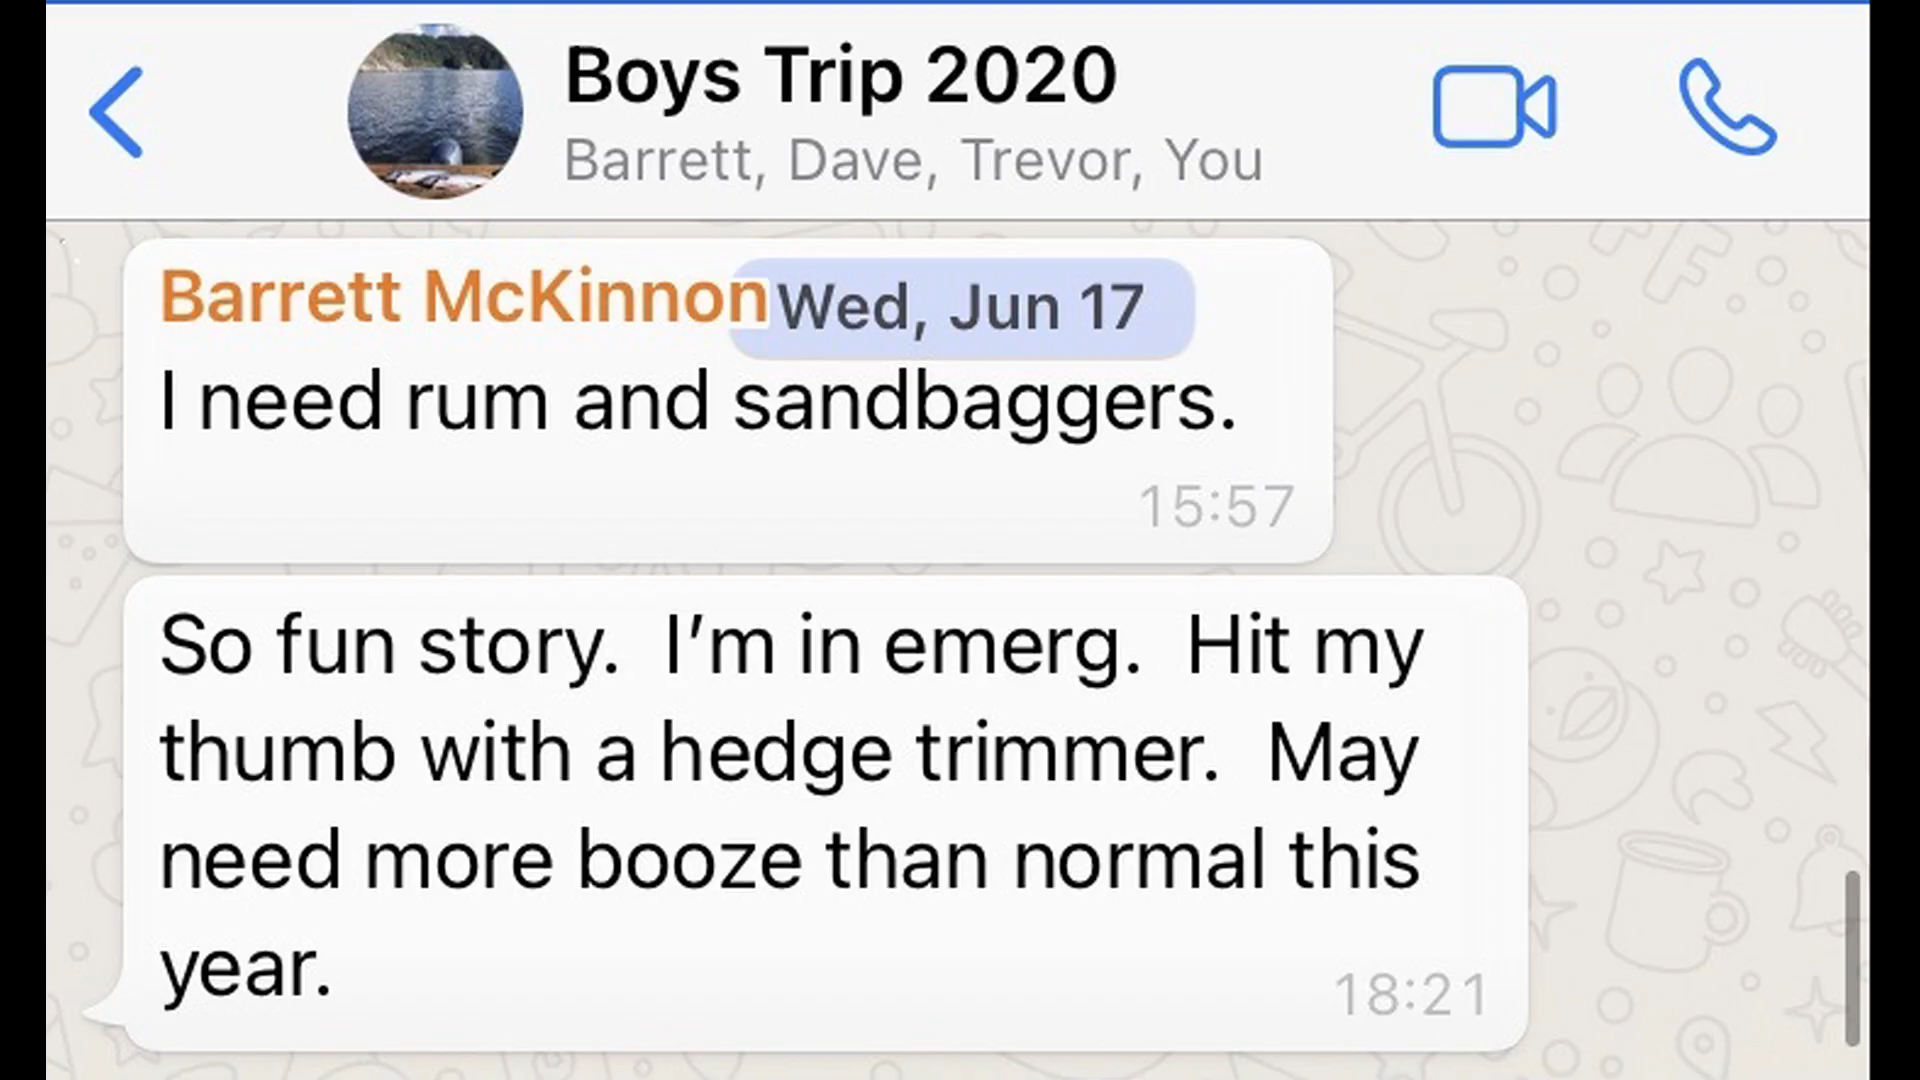 Boys Trip 2020
Barrett, Dave, Trevor, You
Barrett McKinnon
Wed, Jun 17
I need rum and sandbaggers.
15:57
So fun story.  I’m in emerg.  Hit my
thumb with a hedge trimmer.  May
need more booze than normal this
year.
18:21